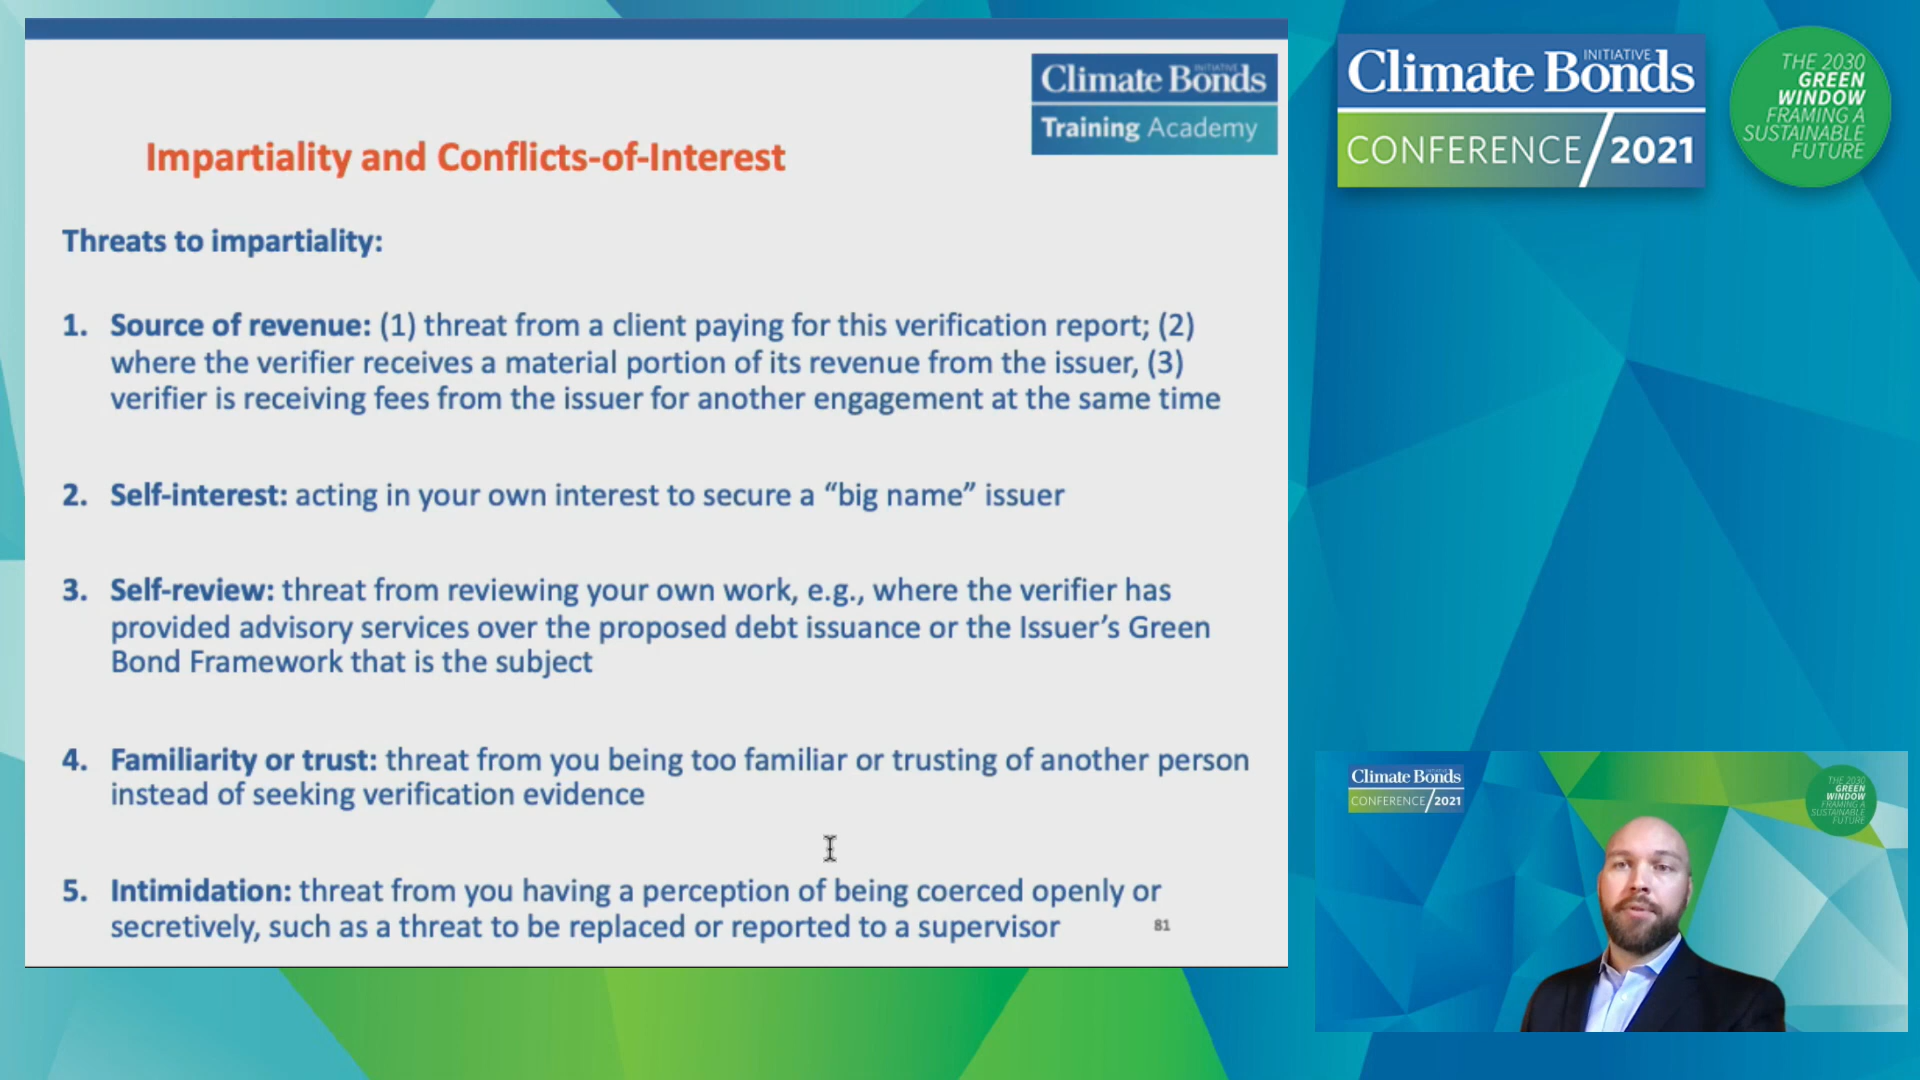 Climate Bonds
INITIATIVE
Training Academy
Impartiality and Conflicts-of-Interest
Threats to impartiality:
1. Source of revenue: (1) threat from a client paying for this verification report; (2)
where the verifier receives a material portion of its revenue from the issuer, (3)
verifier is receiving fees from the issuer for another engagement at the same time
2. Self-interest: acting in your own interest to secure a “big name” issuer
3. Self-review: threat from reviewing your own work, e.g., where the verifier has
provided advisory services over the proposed debt issuance or the Issuer’s Green
Bond Framework that is the subject
4. Familiarity or trust: threat from you being too familiar or trusting of another person
instead of seeking verification evidence
5. Intimidation: threat from you having a perception of being coerced openly or
secretively, such as a threat to be replaced or reported to a supervisor
81
INITIATIVE
Climate Bonds
CONFERENCE/2021
THE 2030
GREEN
WINDOW
FRAMING A
SUSTAINABLE
FUTURE
Climate Bonds
CONFERENCE/2021
THE 2030
GREEN
WINDOW
FRAMING A
SUSTAINABLE
FUTURE